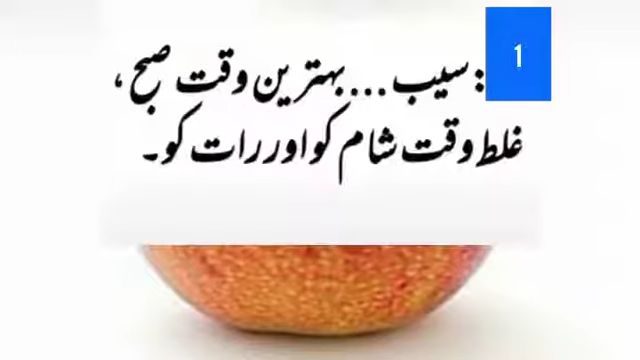 1
: سیب .... بہترین وقت صبح،
غلط وقت شام کو اور رات کو۔